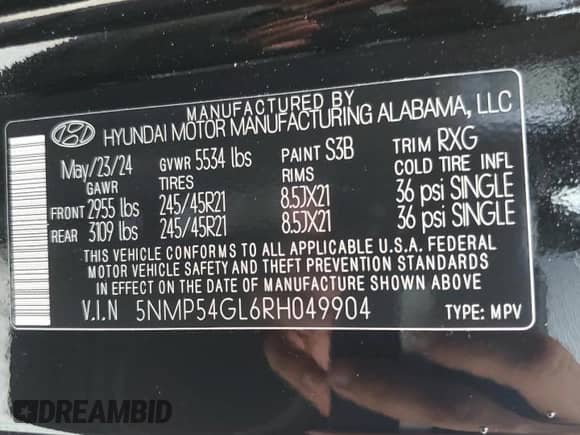 MANUFACTURED BY
HYUNDAI MOTOR MANUFACTURING ALABAMA, LLC
May/23/24 GVWR 5534 lbs PAINT S3B TRIM RXG
GAWR TIRES RIMS COLD TIRE INFL
FRONT 2955 lbs 245/45R21 8.5JX21 36 psi SINGLE
REAR 3109 lbs 245/45R21 8.5JX21 36 psi SINGLE
THIS VEHICLE CONFORMS TO ALL APPLICABLE U.S.A. FEDERAL
MOTOR VEHICLE SAFETY AND THEFT PREVENTION STANDARDS
IN EFFECT ON THE DATE OF MANUFACTURE SHOWN ABOVE
V.I.N 5NMP54GL6RH049904 TYPE: MPV
DREAMBID